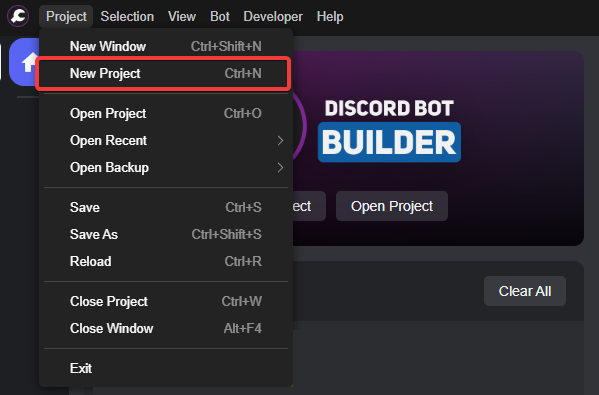 Project Selection View Bot Developer Help
New Window Ctrl+Shift+N
New Project Ctrl+N
Open Project Ctrl+O
Open Recent
Open Backup
Save Ctrl+S
Save As Ctrl+Shift+S
Reload Ctrl+R
Close Project Ctrl+W
Close Window Alt+F4
Exit
DISCORD BOT
BUILDER
ect Open Project
Clear All